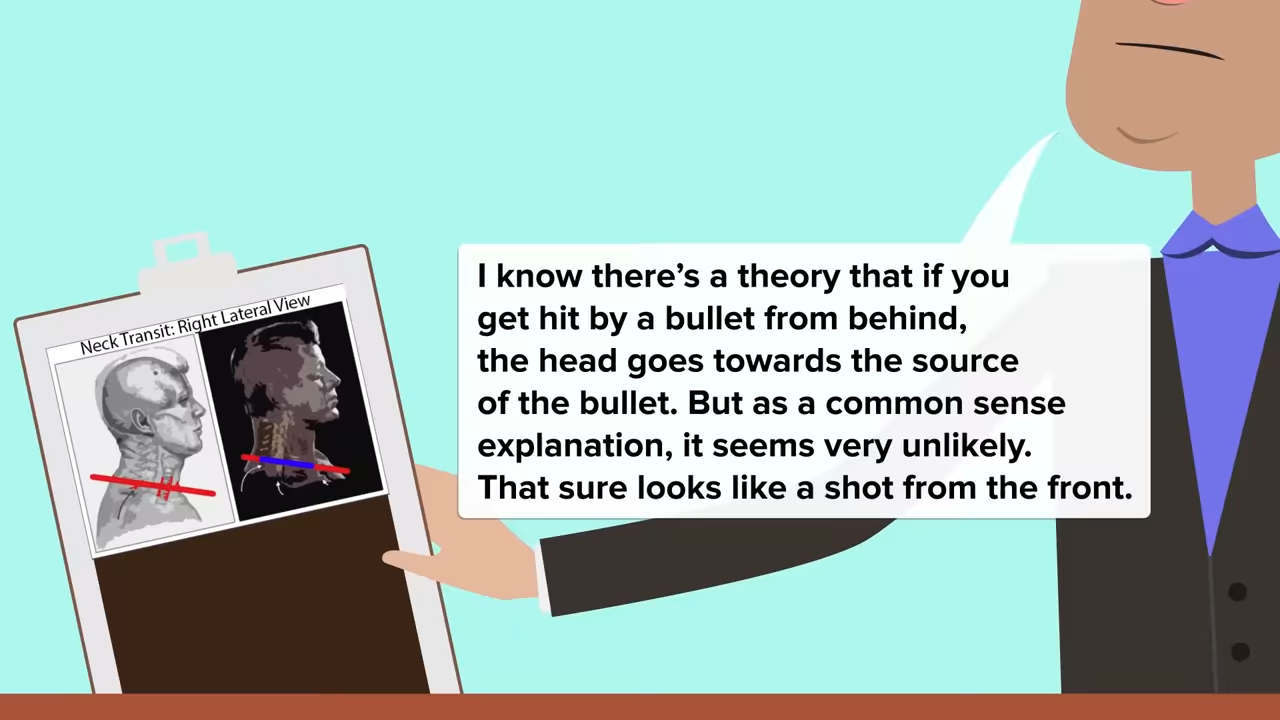 Neck Transit: Right Lateral View
I know there’s a theory that if you
get hit by a bullet from behind,
the head goes towards the source
of the bullet. But as a common sense
explanation, it seems very unlikely.
That sure looks like a shot from the front.